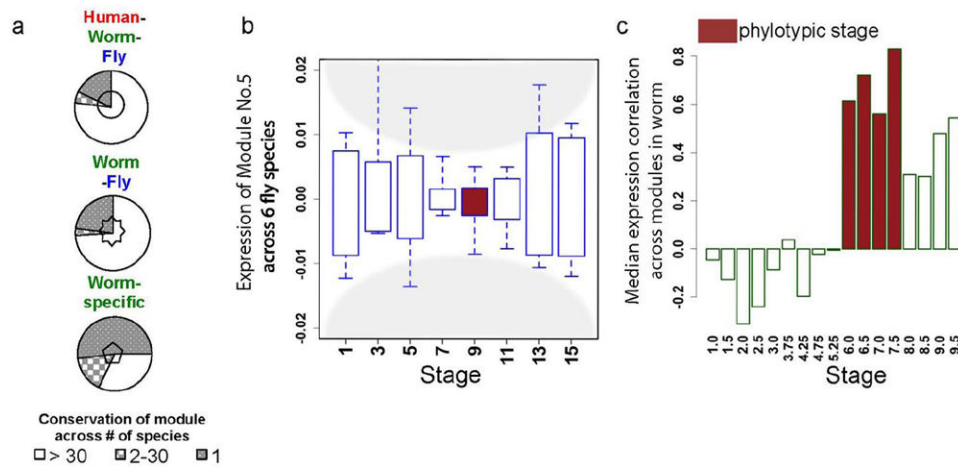 a
Human-
Worm-
Fly
Worm
-Fly
Worm-
specific
Conservation of module
across # of species
> 30 2-30 1
b
Expression of Module No.5
across 6 fly species
0.02
0.01
0.00
-0.01
-0.02
1 3 5 7 9 11 13 15
Stage
c
phylotypic stage
Median expression correlation
across modules in worm
0.8
0.6
0.4
0.2
0.0
-0.2
1.0 1.5 2.0 2.5 3.0 3.75 4.25 4.75 5.25 6.0 6.5 7.0 7.5 8.0 8.5 9.0 9.5
Stage